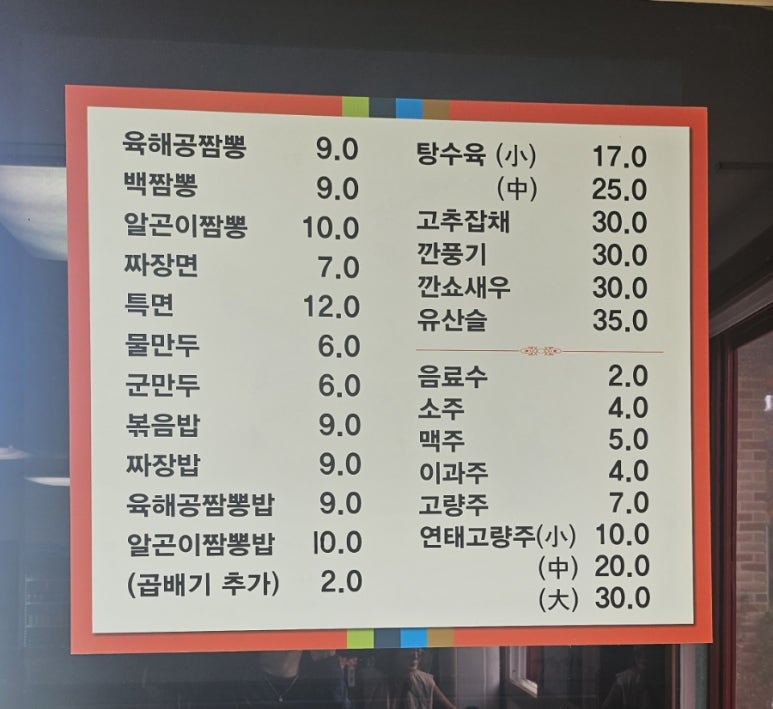 육해공짬뽕 9.0
백짬뽕 9.0
알곤이짬뽕 10.0
짜장면 7.0
특면 12.0
물만두 6.0
군만두 6.0
볶음밥 9.0
짜장밥 9.0
육해공짬뽕밥 9.0
알곤이짬뽕밥 10.0
(곱배기 추가) 2.0
탕수육 (小) 17.0
(中) 25.0
고추잡채 30.0
깐풍기 30.0
깐쇼새우 30.0
유산슬 35.0
음료수 2.0
소주 4.0
맥주 5.0
이과주 4.0
고량주 7.0
연태고량주(小) 10.0
(中) 20.0
(大) 30.0